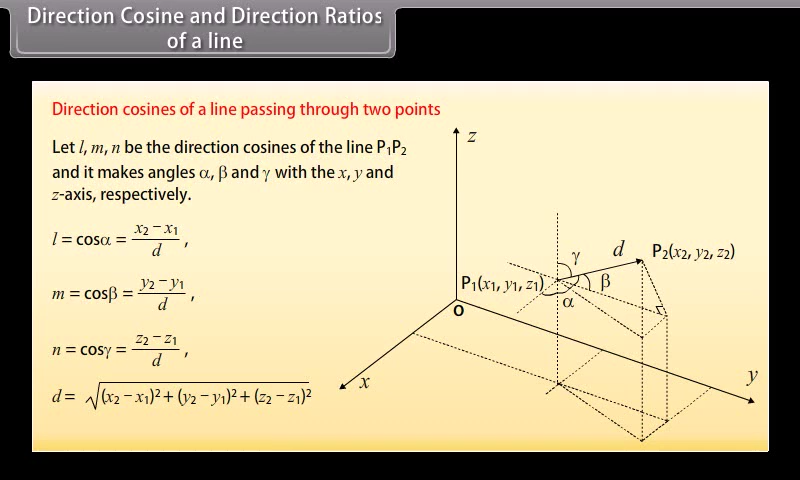 Direction Cosine and Direction Ratios
of a line
Direction cosines of a line passing through two points
Let l, m, n be the direction cosines of the line P₁P₂
and it makes angles α, β and γ with the x, y and
z-axis, respectively.
l = cosα = x₂ − x₁ / d ,
m = cosβ = y₂ − y₁ / d ,
n = cosγ = z₂ − z₁ / d ,
d = √(x₂ − x₁)² + (y₂ − y₁)² + (z₂ − z₁)²
z
γ
d
P₂(x₂, y₂, z₂)
P₁(x₁, y₁, z₁)
β
α
O
x
y